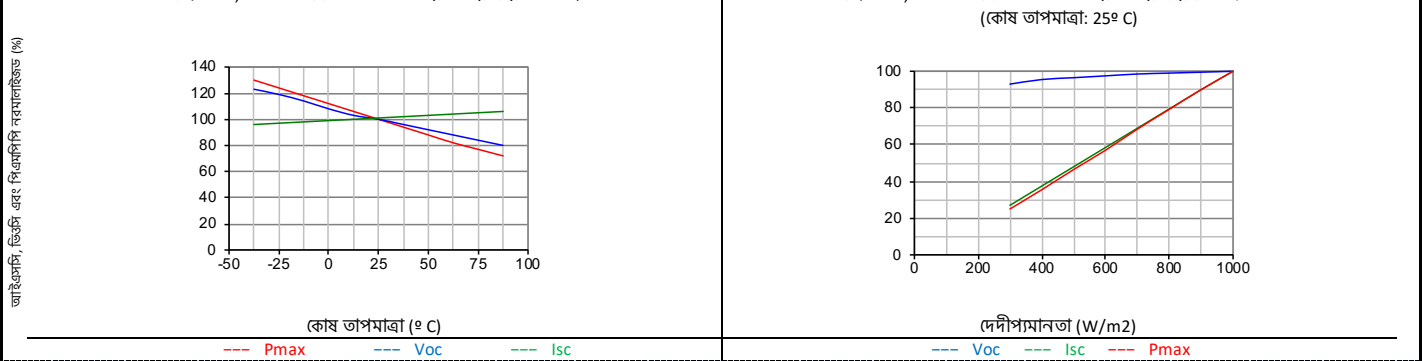 (কোষ তাপমাত্রা: 25º C)
আইএসসি, ভিওসি এবং পিএমপিপি নরমালাইজড (%)
140
120
100
80
60
40
20
0
-50 -25 0 25 50 75 100
কোষ তাপমাত্রা (º C)
--- Pmax --- Voc --- Isc
100
80
60
40
20
0
0 200 400 600 800 1000
দেদীপ্যমানতা (W/m2)
--- Voc --- Isc --- Pmax